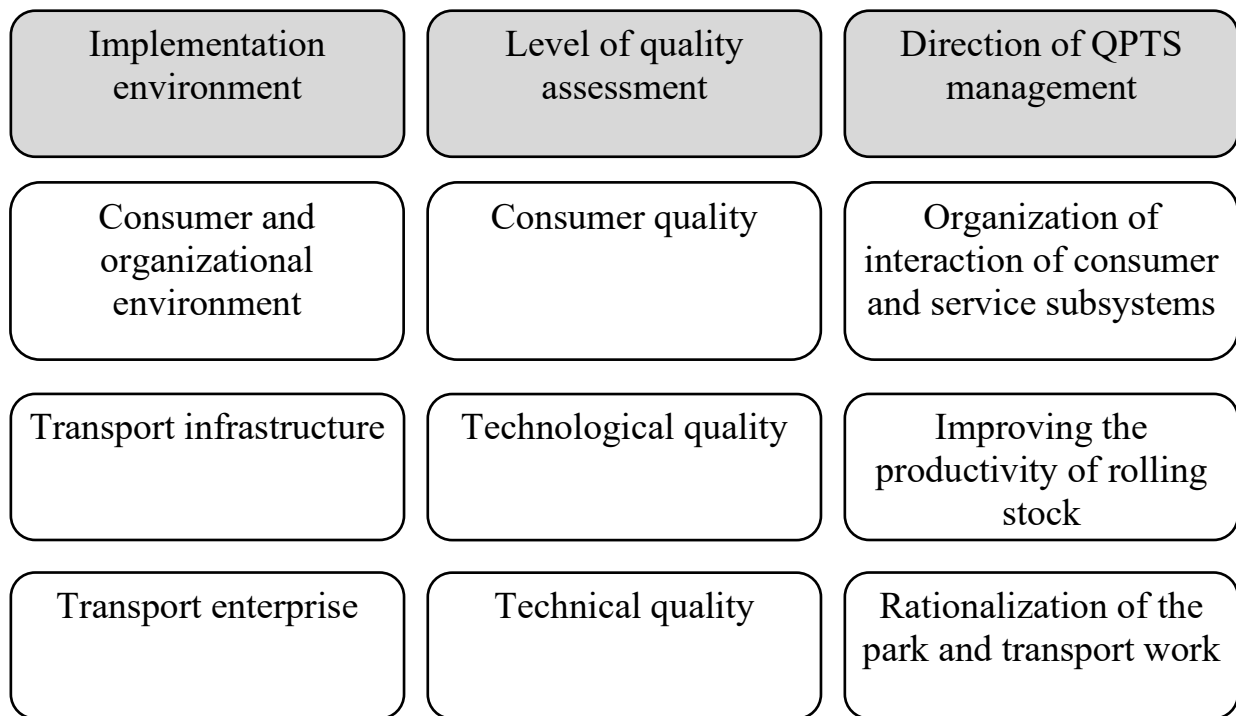 Implementation
environment
Level of quality
assessment
Direction of QPTS
management
Consumer and
organizational
environment
Consumer quality
Organization of
interaction of consumer
and service subsystems
Transport infrastructure
Technological quality
Improving the
productivity of rolling
stock
Transport enterprise
Technical quality
Rationalization of the
park and transport work